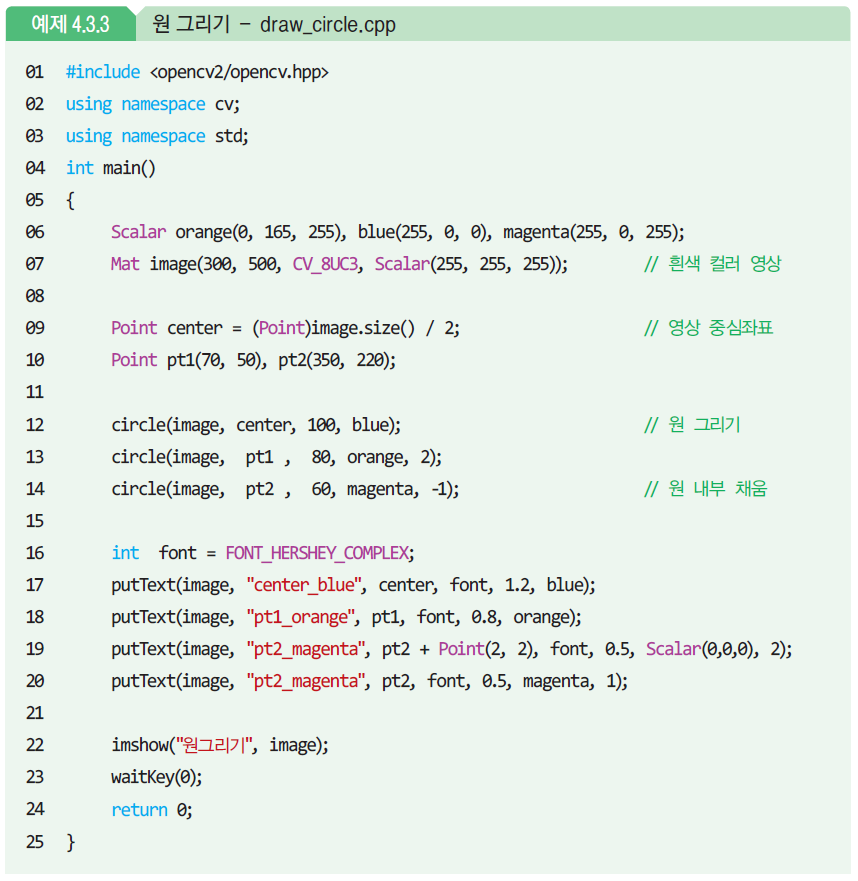 예제 4.3.3 원 그리기 - draw_circle.cpp
01 #include <opencv2/opencv.hpp>
02 using namespace cv;
03 using namespace std;
04 int main()
05 {
06 Scalar orange(0, 165, 255), blue(255, 0, 0), magenta(255, 0, 255);
07 Mat image(300, 500, CV_8UC3, Scalar(255, 255, 255)); // 흰색 컬러 영상
08
09 Point center = (Point)image.size() / 2; // 영상 중심좌표
10 Point pt1(70, 50), pt2(350, 220);
11
12 circle(image, center, 100, blue); // 원 그리기
13 circle(image, pt1 , 80, orange, 2);
14 circle(image, pt2 , 60, magenta, -1); // 원 내부 채움
15
16 int font = FONT_HERSHEY_COMPLEX;
17 putText(image, "center_blue", center, font, 1.2, blue);
18 putText(image, "pt1_orange", pt1, font, 0.8, orange);
19 putText(image, "pt2_magenta", pt2 + Point(2, 2), font, 0.5, Scalar(0,0,0), 2);
20 putText(image, "pt2_magenta", pt2, font, 0.5, magenta, 1);
21
22 imshow("원그리기", image);
23 waitKey(0);
24 return 0;
25 }